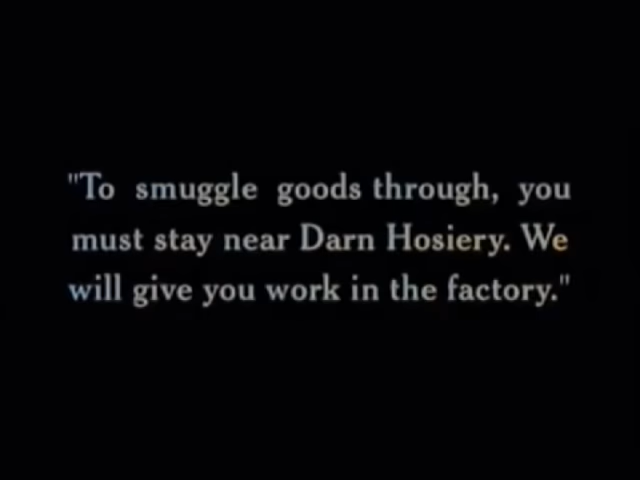 "To smuggle goods through, you
must stay near Darn Hosiery. We
will give you work in the factory."